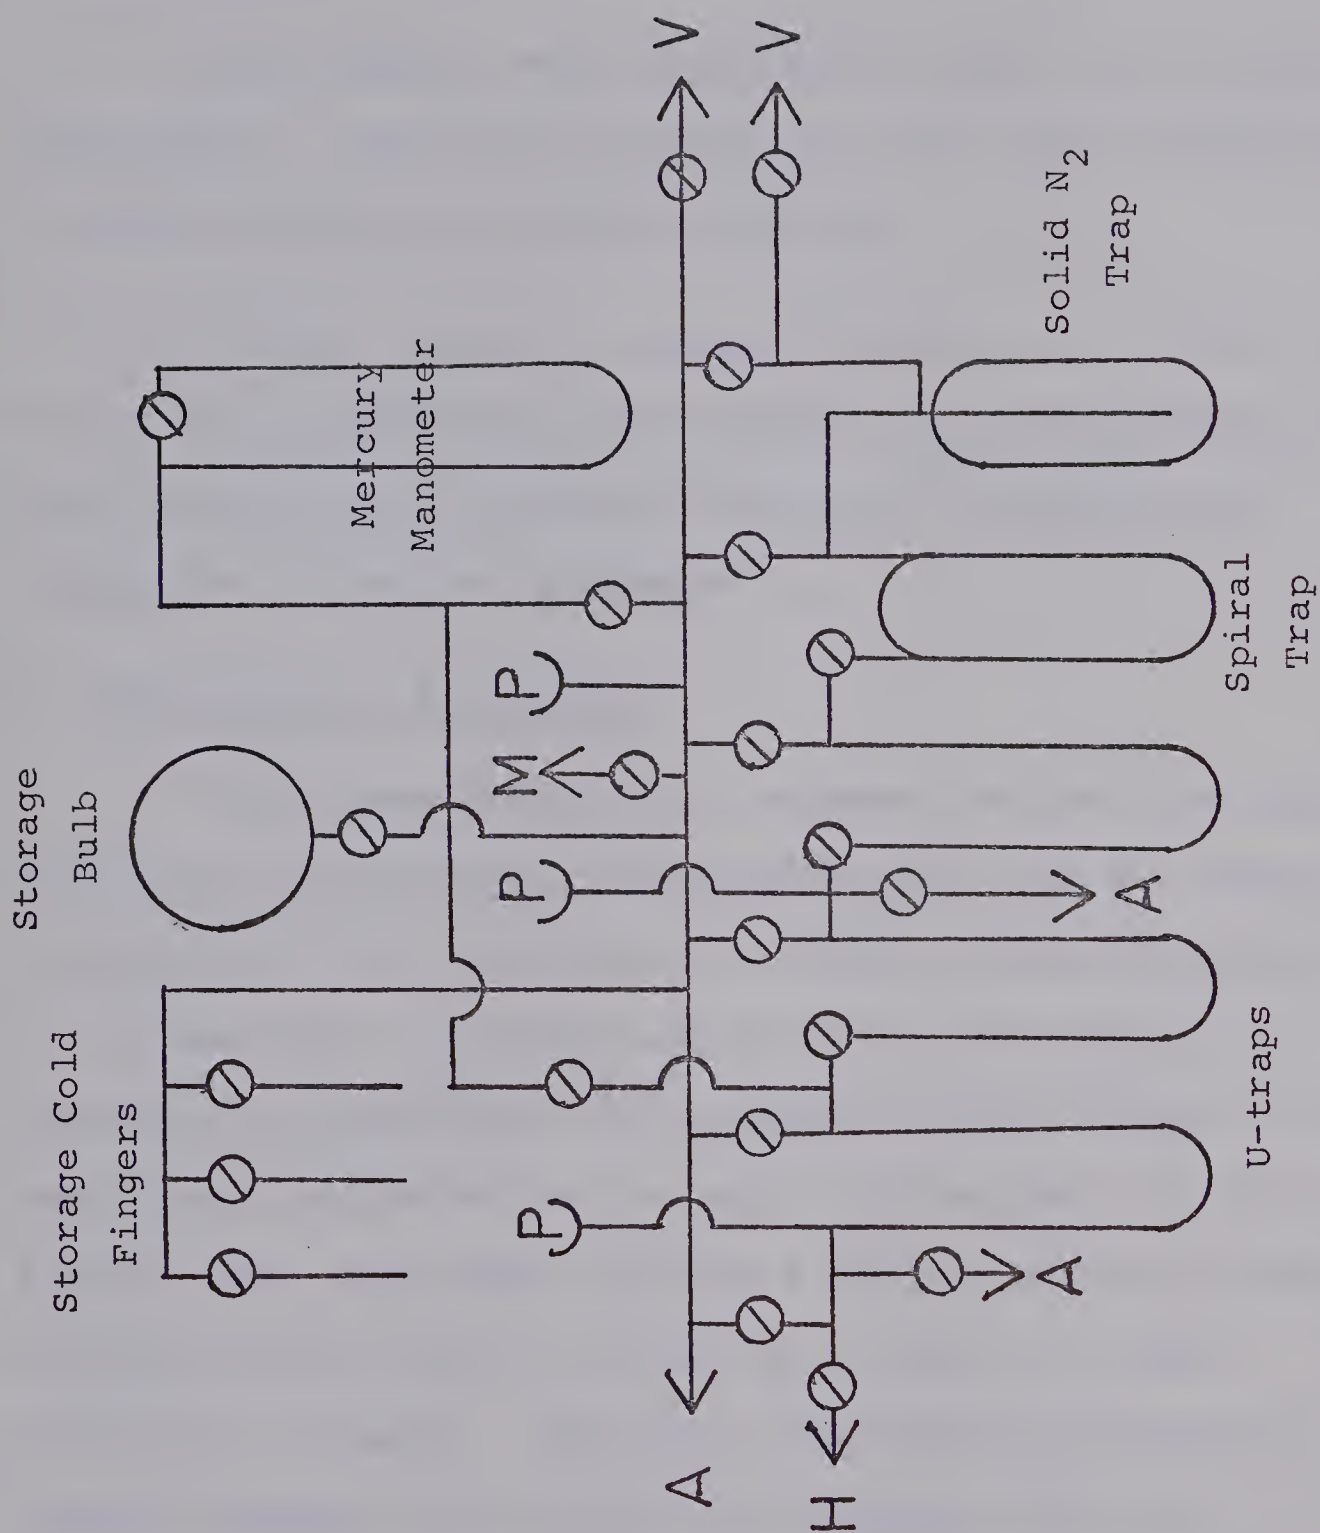 Storage
Bulb
Storage Cold
Fingers
Mercury
Manometer
V
V
P
M
P
P
Solid N₂
Trap
Spiral
Trap
U-traps
A
A
A
H